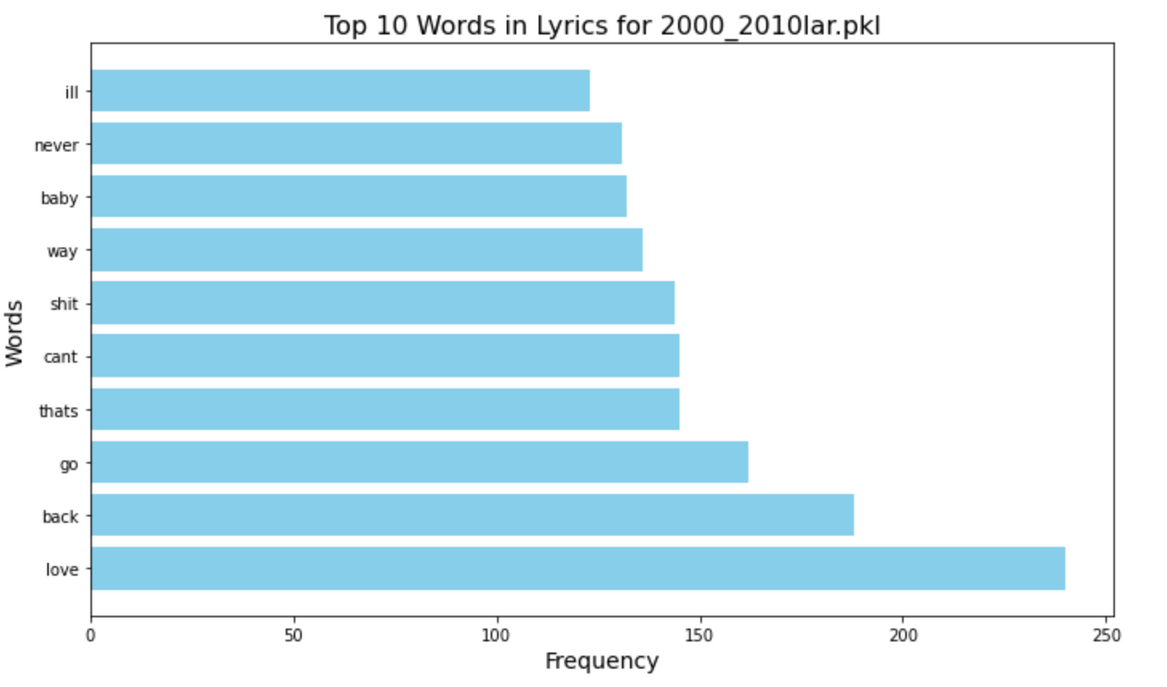 Top 10 Words in Lyrics for 2000_2010lar.pkl
Words
ill
never
baby
way
shit
cant
thats
go
back
love
0 50 100 150 200 250
Frequency